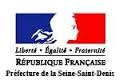 Liberté • Égalité • Fraternité
RÉPUBLIQUE FRANÇAISE
Préfecture de la Seine-Saint-Denis